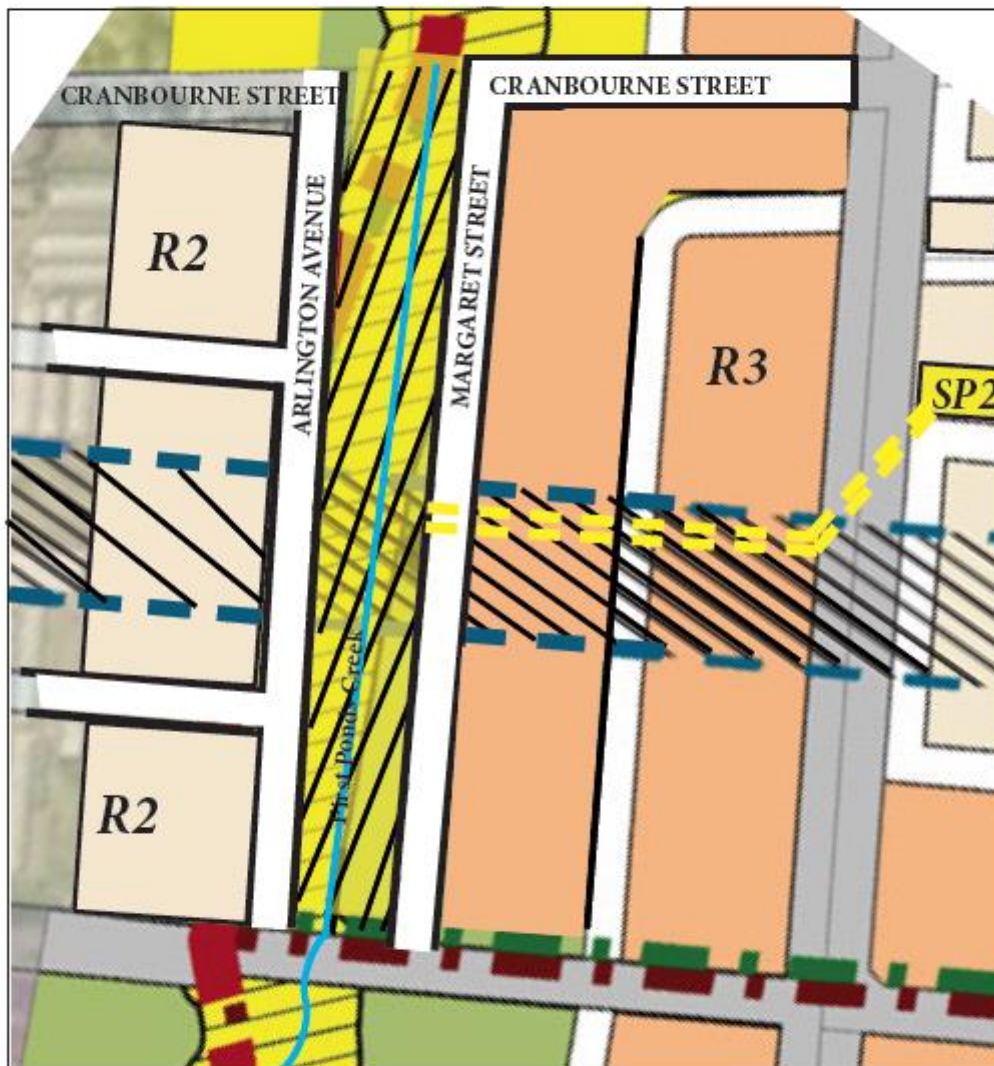 CRANBOURNE STREET
CRANBOURNE STREET
R2
ARLINGTON AVENUE
MARGARET STREET
R3
SP2
First Ponds Creek
R2